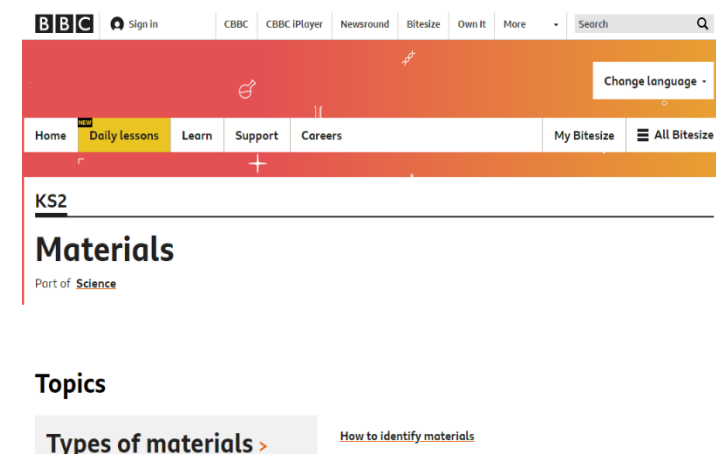 BBC Sign in CBBC CBBC iPlayer Newsround Bitesize Own It More Search
Change language
NEW
Home Daily lessons Learn Support Careers My Bitesize All Bitesize
KS2
Materials
Part of Science
Topics
Types of materials >
How to identify materials